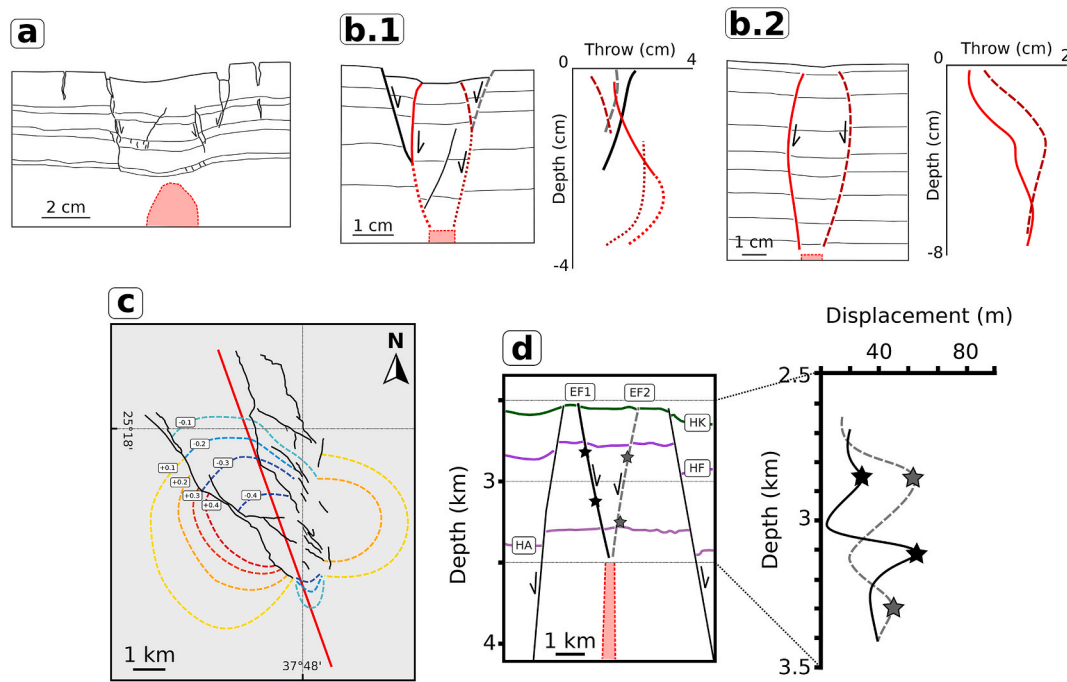 a
2 cm
b.1
1 cm
Throw (cm)
0
4
Depth (cm)
-4
b.2
1 cm
Throw (cm)
0
2
Depth (cm)
-8
c
N
25°18'
-0.1
-0.2
-0.3
-0.4
+0.1
+0.2
+0.3
+0.4
1 km
37°48'
d
EF1
EF2
HK
HF
HA
Depth (km)
3
4
1 km
Displacement (m)
40
80
2.5
3
3.5
Depth (km)